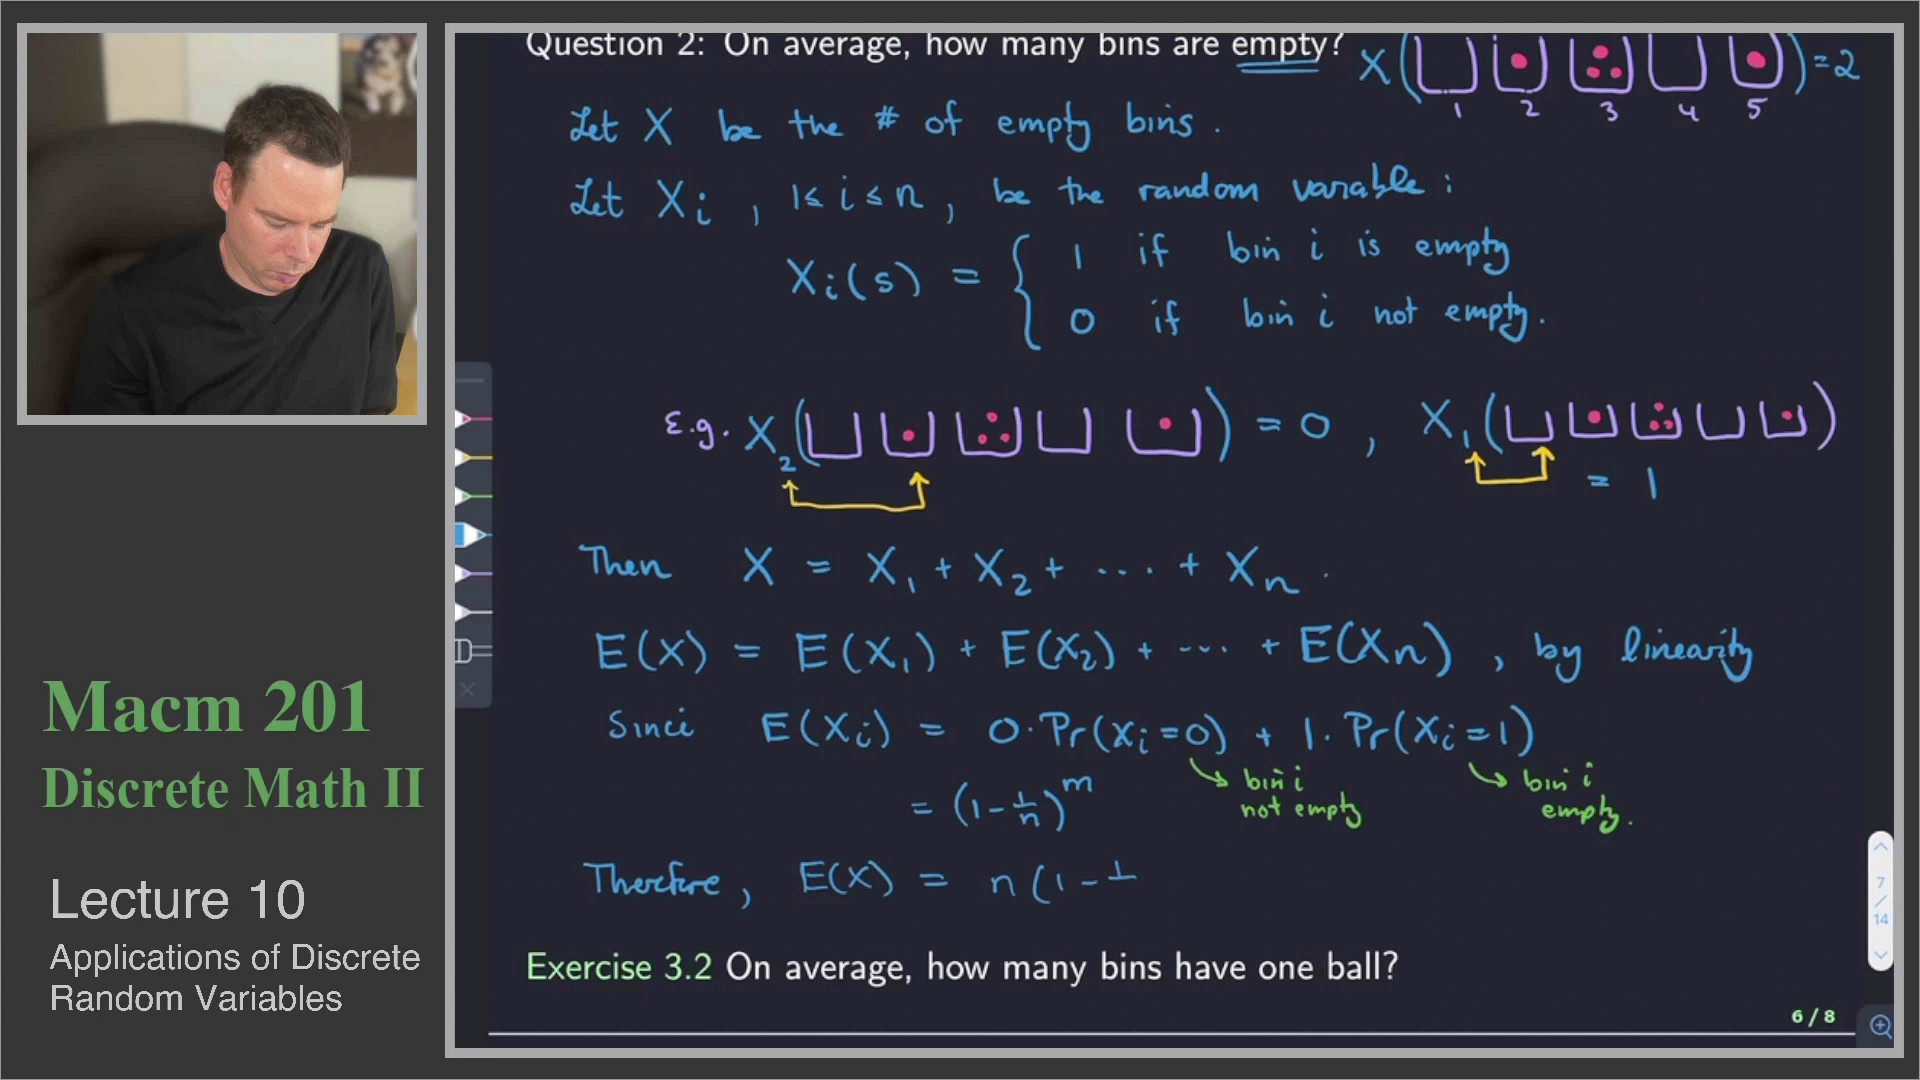 Question 2: On average, how many bins are empty?
X( ) = 2
1 2 3 4 5
Let X be the # of empty bins.
Let Xi, 1 ≤ i ≤ n, be the random variable:
Xi(s) = { 1 if bin i is empty
0 if bin i not empty.
E.g. X2( ) = 0, X1( )
= 1
Then X = X1 + X2 + ... + Xn.
E(X) = E(X1) + E(X2) + ... + E(Xn), by linearity
Since E(Xi) = 0·Pr(Xi=0) + 1·Pr(Xi=1)
bin i not empty
bin i empty.
= (1 - 1/n)^m
Therefore, E(X) = n(1 - 1
Exercise 3.2 On average, how many bins have one ball?
6 / 8
7
/
14
Macm 201
Discrete Math II
Lecture 10
Applications of Discrete
Random Variables